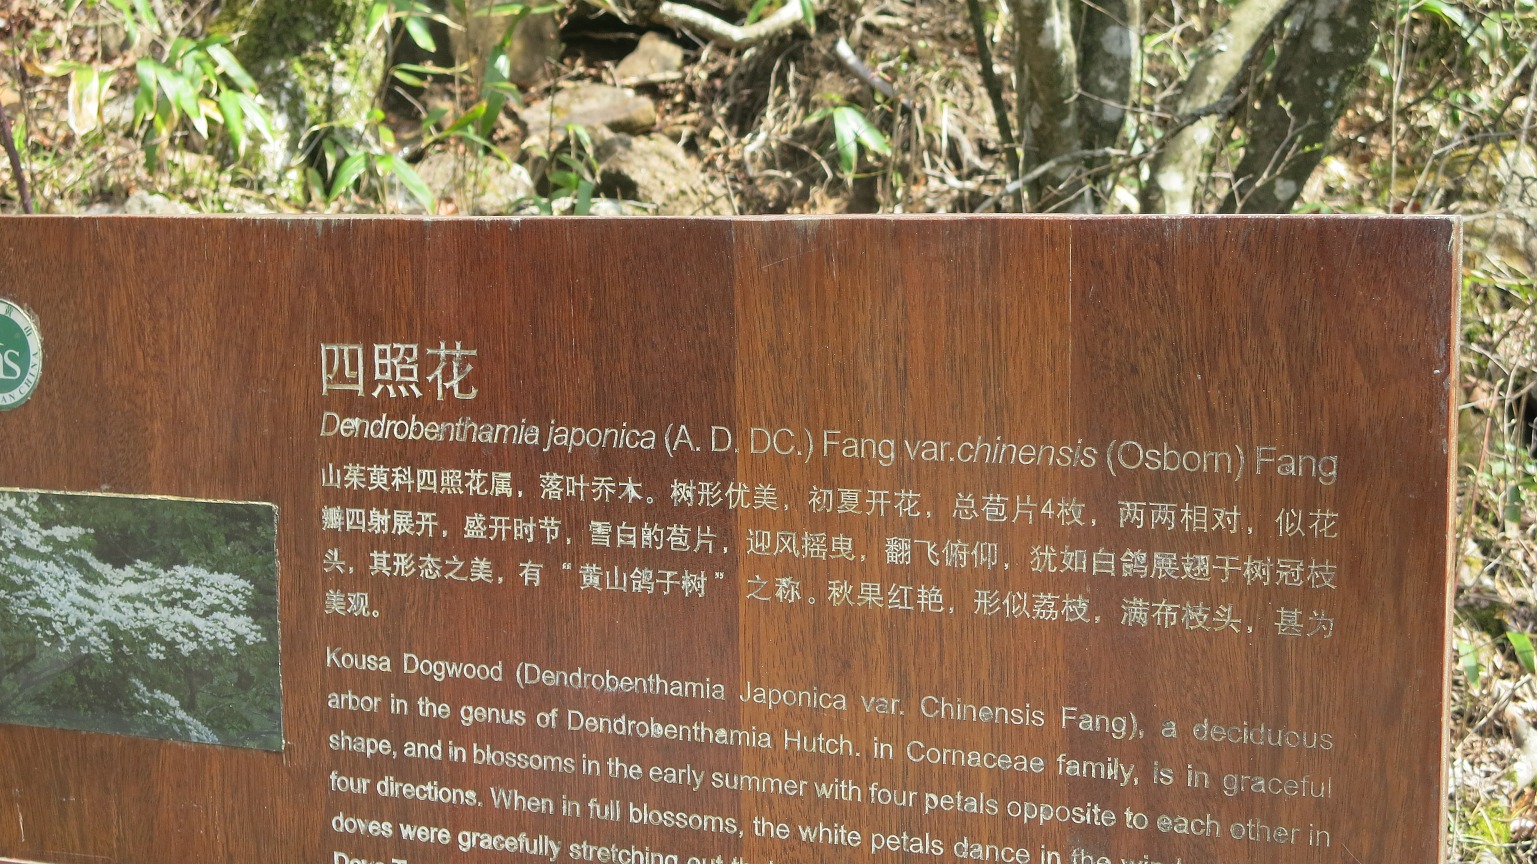 四照花
Dendrobenthamia japonica (A. D. DC.) Fang var.chinensis (Osborn) Fang
山茱萸科四照花属，落叶乔木。树形优美，初夏开花，总苞片4枚，两两相对，似花
瓣四射展开，盛开时节，雪白的苞片，迎风摇曳，翻飞俯仰，犹如白鸽展翅于树冠枝
头，其形态之美，有“黄山鸽子树”之称。秋果红艳，形似荔枝，满布枝头，甚为
美观。
Kousa Dogwood (Dendrobenthamia Japonica var. Chinensis Fang), a deciduous
arbor in the genus of Dendrobenthamia Hutch. in Cornaceae family, is in graceful
shape, and in blossoms in the early summer with four petals opposite to each other in
four directions. When in full blossoms, the white petals dance in the
doves were gracefully stretching out